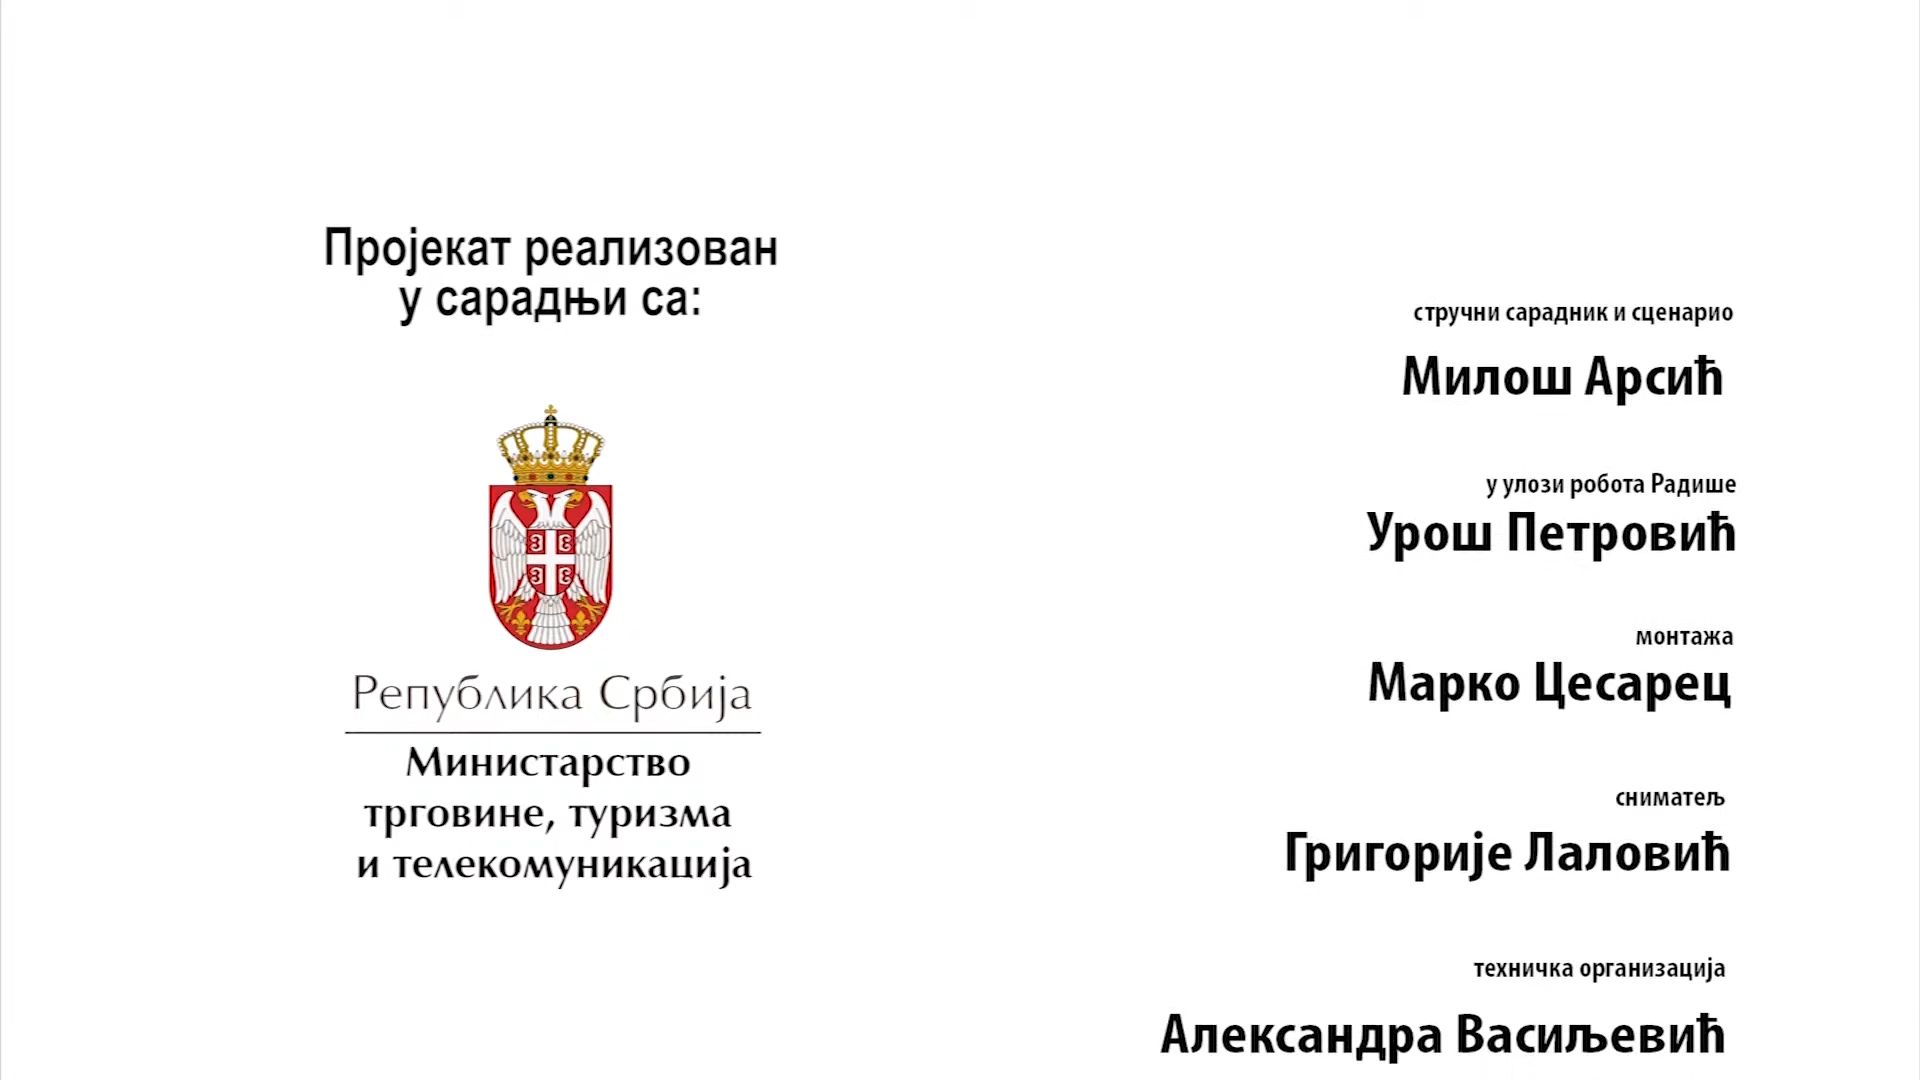 Пројекат реализован
у сарадњи са:
Република Србија
Министарство
трговине, туризма
и телекомуникација
стручни сарадник и сценарио
Милош Арсић
у улози робота Радише
Урош Петровић
монтажа
Марко Цесарец
сниматељ
Григорије Лаловић
техничка организација
Александра Васиљевић